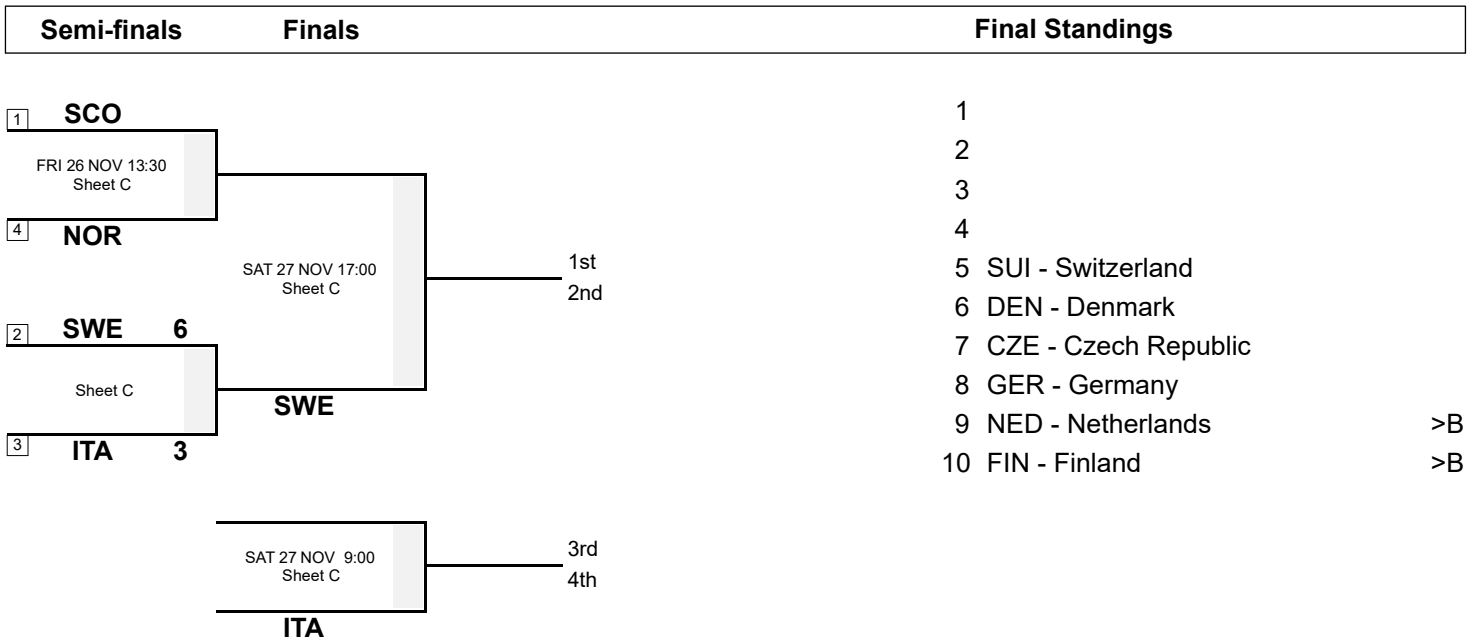 Semi-finals Finals Final Standings
1 SCO
FRI 26 NOV 13:30
Sheet C
4 NOR
SAT 27 NOV 17:00
Sheet C
1st
2nd
2 SWE 6
Sheet C
SWE
3 ITA 3
SAT 27 NOV 9:00
Sheet C
3rd
4th
ITA
1
2
3
4
5 SUI - Switzerland
6 DEN - Denmark
7 CZE - Czech Republic
8 GER - Germany
9 NED - Netherlands >B
10 FIN - Finland >B